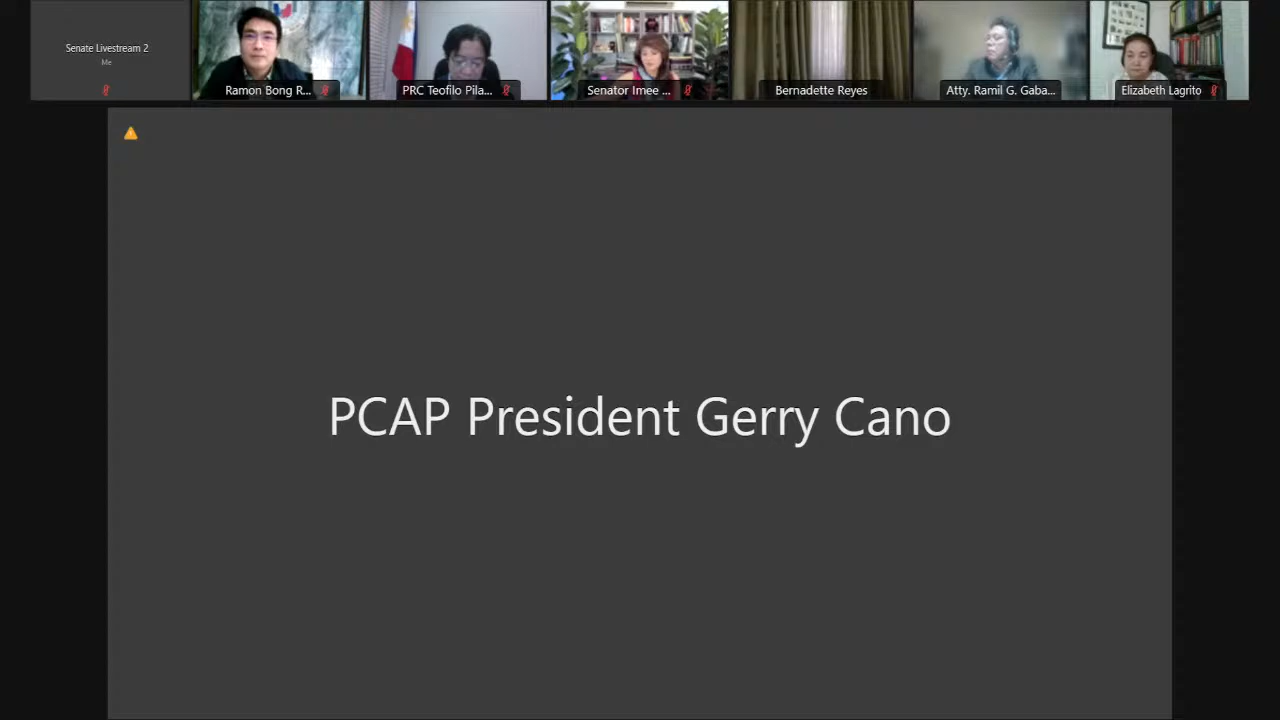 Senate Livestream 2
Me
Ramon Bong R...
PRC Teofilo Pila...
Senator Imee ...
Bernadette Reyes
Atty. Ramil G. Gaba...
Elizabeth Lagrito
PCAP President Gerry Cano